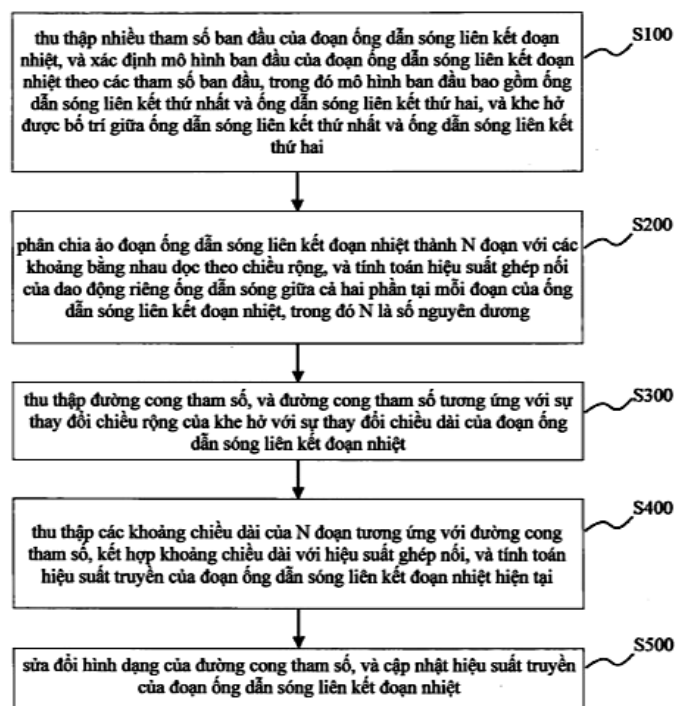 S100
thu thập nhiều tham số ban đầu của đoạn ống dẫn sóng liên kết đoạn
nhiệt, và xác định mô hình ban đầu của đoạn ống dẫn sóng liên kết đoạn
nhiệt theo các tham số ban đầu, trong đó mô hình ban đầu bao gồm ống
dẫn sóng liên kết thứ nhất và ống dẫn sóng liên kết thứ hai, và khe hở
được bố trí giữa ống dẫn sóng liên kết thứ nhất và ống dẫn sóng liên kết
thứ hai
S200
phân chia ảo đoạn ống dẫn sóng liên kết đoạn nhiệt thành N đoạn với các
khoảng bằng nhau dọc theo chiều rộng, và tính toán hiệu suất ghép nối
của dao động riêng ống dẫn sóng giữa cả hai phần tại mỗi đoạn của ống
dẫn sóng liên kết đoạn nhiệt, trong đó N là số nguyên dương
S300
thu thập đường cong tham số, và đường cong tham số tương ứng với sự
thay đổi chiều rộng của khe hở với sự thay đổi chiều dài của đoạn ống
dẫn sóng liên kết đoạn nhiệt
S400
thu thập các khoảng chiều dài của N đoạn tương ứng với đường cong
tham số, kết hợp khoảng chiều dài với hiệu suất ghép nối, và tính toán
hiệu suất truyền của đoạn ống dẫn sóng liên kết đoạn nhiệt hiện tại
S500
sửa đổi hình dạng của đường cong tham số, và cập nhật hiệu suất truyền
của đoạn ống dẫn sóng liên kết đoạn nhiệt